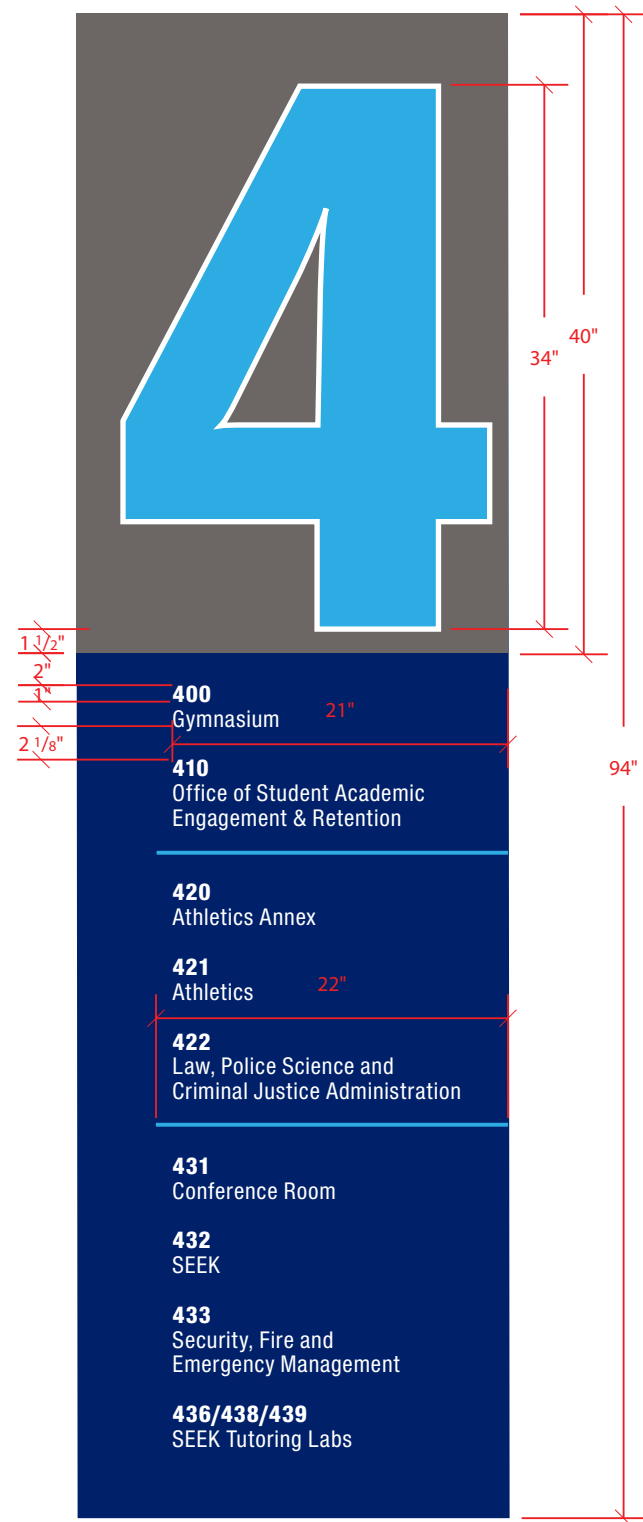 4
34"
40"
1 1/2"
2"
1"
2 1/8"
94"
400
Gymnasium
21"
410
Office of Student Academic
Engagement & Retention
420
Athletics Annex
421
Athletics
22"
422
Law, Police Science and
Criminal Justice Administration
431
Conference Room
432
SEEK
433
Security, Fire and
Emergency Management
436/438/439
SEEK Tutoring Labs